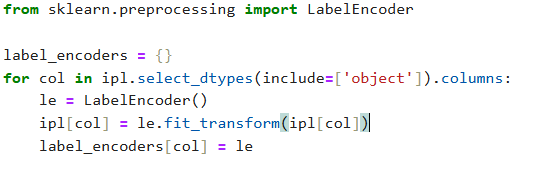 from sklearn.preprocessing import LabelEncoder
label_encoders = {}
for col in ipl.select_dtypes(include=['object']).columns:
    le = LabelEncoder()
    ipl[col] = le.fit_transform(ipl[col])
    label_encoders[col] = le